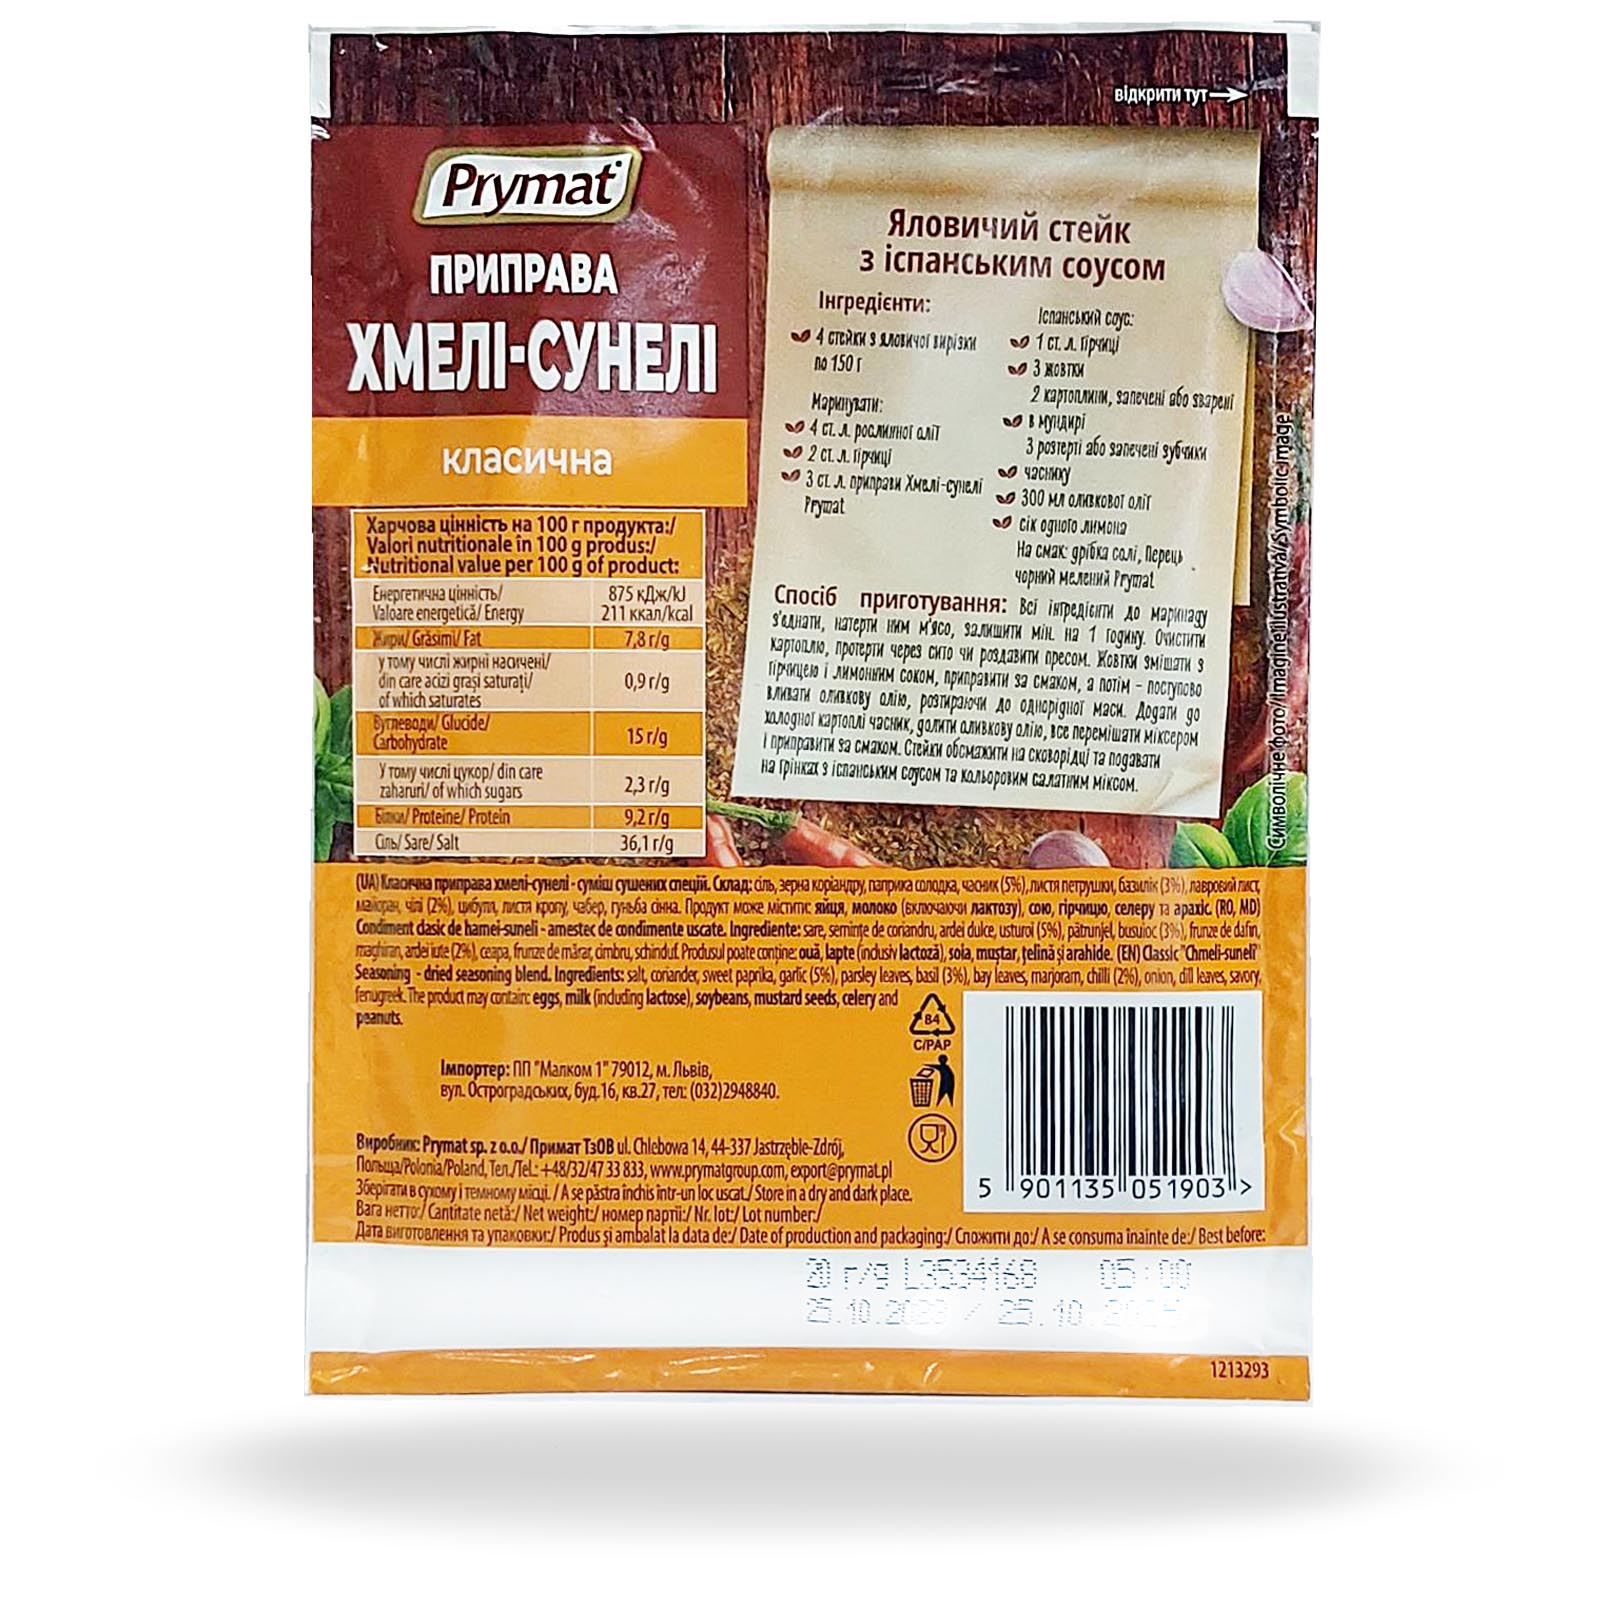 відкрити тут
Prymat
ПРИПРАВА
ХМЕЛІ-СУНЕЛІ
класична
Харчова цінність на 100 г продукта:/
Valori nutritionale în 100 g produs:/
Nutritional value per 100 g of product:
Енергетична цінність/ 875 кДж/kJ
Valoare energetică/ Energy 211 ккал/kcal
Жири/ Grăsimi/ Fat 7,8 г/g
у тому числі жирні насичені/
din care acizi grași saturați/ 0,9 г/g
of which saturates
Вуглеводи/ Glucide/
Carbohydrate 15 г/g
У тому числі цукор/ din care
zaharuri/ of which sugars 2,3 г/g
Білки/ Proteine/ Protein 9,2 г/g
Сіль/ Sare/ Salt 36,1 г/g
Яловичий стейк
з іспанським соусом
Інгредієнти:
4 стейки з яловичої вирізки
по 150 г
Маринувати:
4 ст. л. рослинної олії
2 ст. л. гірчиці
3 ст. л. приправи Хмелі-сунелі
Prymat
Іспанський соус:
1 ст. л. гірчиці
3 жовтки
2 картоплини, запечені або зварені
в мундирі
3 розтерті або запечені зубчики
часнику
300 мл оливкової олії
сік одного лимона
На смак: дрібка солі, Перець
чорний мелений Prymat
Спосіб приготування: Всі інгредієнти до маринаду
з'єднати, натерти ним м'ясо, залишити мін. на 1 годину. Очистити
картоплю, протерти через сито чи роздавити пресом. Жовтки змішати з
гірчицею і лимонним соком, приправити за смаком, а потім – поступово
вливати оливкову олію, розтираючи до однорідної маси. Додати до
холодної картоплі часник, долити оливкову олію, все перемішати міксером
і приправити за смаком. Стейки обсмажити на сковорідці та подавати
на грінках з іспанським соусом та кольоровим салатним міксом.
Символічне фото/Imagine ilustrativă/Symbolic image
(UA) Класична приправа хмелі-сунелі - суміш сушених спецій. Склад: сіль, зерна коріандру, паприка солодка, часник (5%), листя петрушки, базилік (3%), лавровий лист,
майоран, чілі (2%), цибуля, листя кропу, чабер, гуньба сінна. Продукт може містити: яйця, молоко (включаючи лактозу), сою, гірчицю, селеру та арахіс. (RO, MD)
Condiment clasic de hamei-suneli - amestec de condimente uscate. Ingrediente: sare, semințe de coriandru, ardei dulce, usturoi (5%), pătrunjel, busuioc (3%), frunze de dafin,
maghiran, ardei iute (2%), ceapa, frunze de mărar, cimbru, schinduf. Produsul poate conține: ouă, lapte (inclusiv lactoză), soia, muștar, țelină și arahide. (EN) Classic "Chmeli-suneli"
Seasoning - dried seasoning blend. Ingredients: salt, coriander, sweet paprika, garlic (5%), parsley leaves, basil (3%), bay leaves, marjoram, chilli (2%), onion, dill leaves, savory,
fenugreek. The product may contain: eggs, milk (including lactose), soybeans, mustard seeds, celery and
peanuts.
84
C/PAP
Імпортер: ПП "Малком 1" 79012, м. Львів,
вул. Остроградських, буд. 16, кв.27, тел: (032)2948840.
Виробник: Prymat sp. z o.o./ Примат ТзОВ ul. Chlebowa 14, 44-337 Jastrzębie-Zdrój,
Польща/Polonia/Poland, Тел./Tel.: +48/32/47 33 833, www.prymatgroup.com, export@prymat.pl
Зберігати в сухому і темному місці. / A se păstra închis într-un loc uscat./ Store in a dry and dark place.
Вага нетто:/ Cantitate netă:/ Net weight:/ номер партії:/ Nr. lot:/ Lot number:/
Дата виготовлення та упаковки:/ Produs și ambalat la data de:/ Date of production and packaging:/ Спожити до:/ A se consuma înainte de:/ Best before:
5 901135 051903 >
20 г/g L3534168 05:00
25.10. / 25.10.
1213293